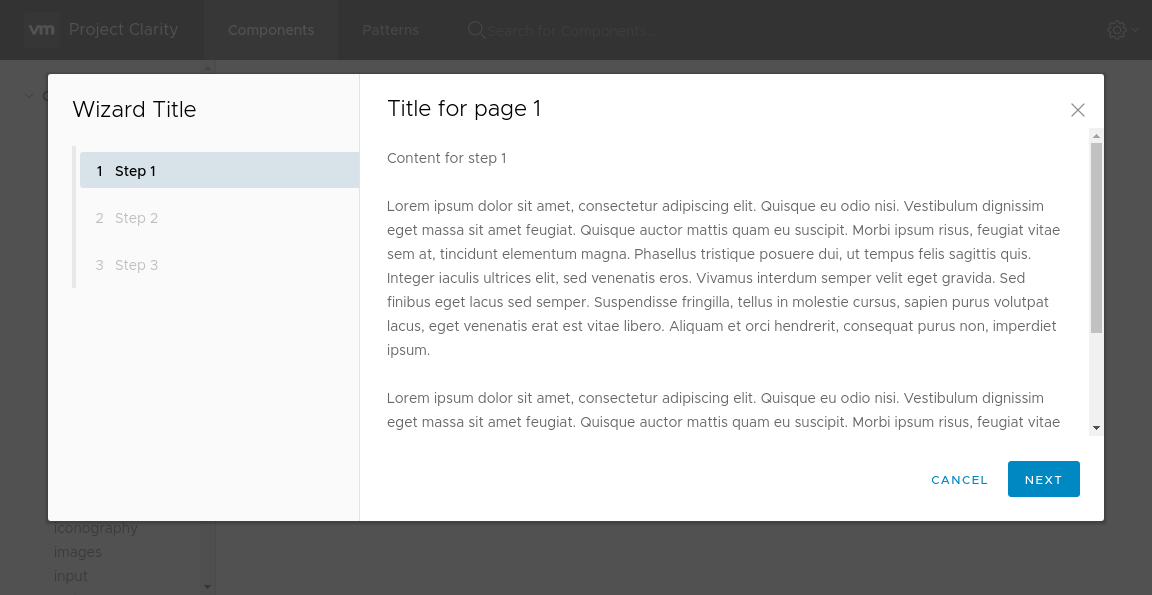 vm Project Clarity Components Patterns Search for Components...
Wizard Title
1 Step 1
2 Step 2
3 Step 3
Title for page 1
Content for step 1
Lorem ipsum dolor sit amet, consectetur adipiscing elit. Quisque eu odio nisi. Vestibulum dignissim
eget massa sit amet feugiat. Quisque auctor mattis quam eu suscipit. Morbi ipsum risus, feugiat vitae
sem at, tincidunt elementum magna. Phasellus tristique posuere dui, ut tempus felis sagittis quis.
Integer iaculis ultrices elit, sed venenatis eros. Vivamus interdum semper velit eget gravida. Sed
finibus eget lacus sed semper. Suspendisse fringilla, tellus in molestie cursus, sapien purus volutpat
lacus, eget venenatis erat est vitae libero. Aliquam et orci hendrerit, consequat purus non, imperdiet
ipsum.
Lorem ipsum dolor sit amet, consectetur adipiscing elit. Quisque eu odio nisi. Vestibulum dignissim
eget massa sit amet feugiat. Quisque auctor mattis quam eu suscipit. Morbi ipsum risus, feugiat vitae
CANCEL NEXT
iconography
images
input